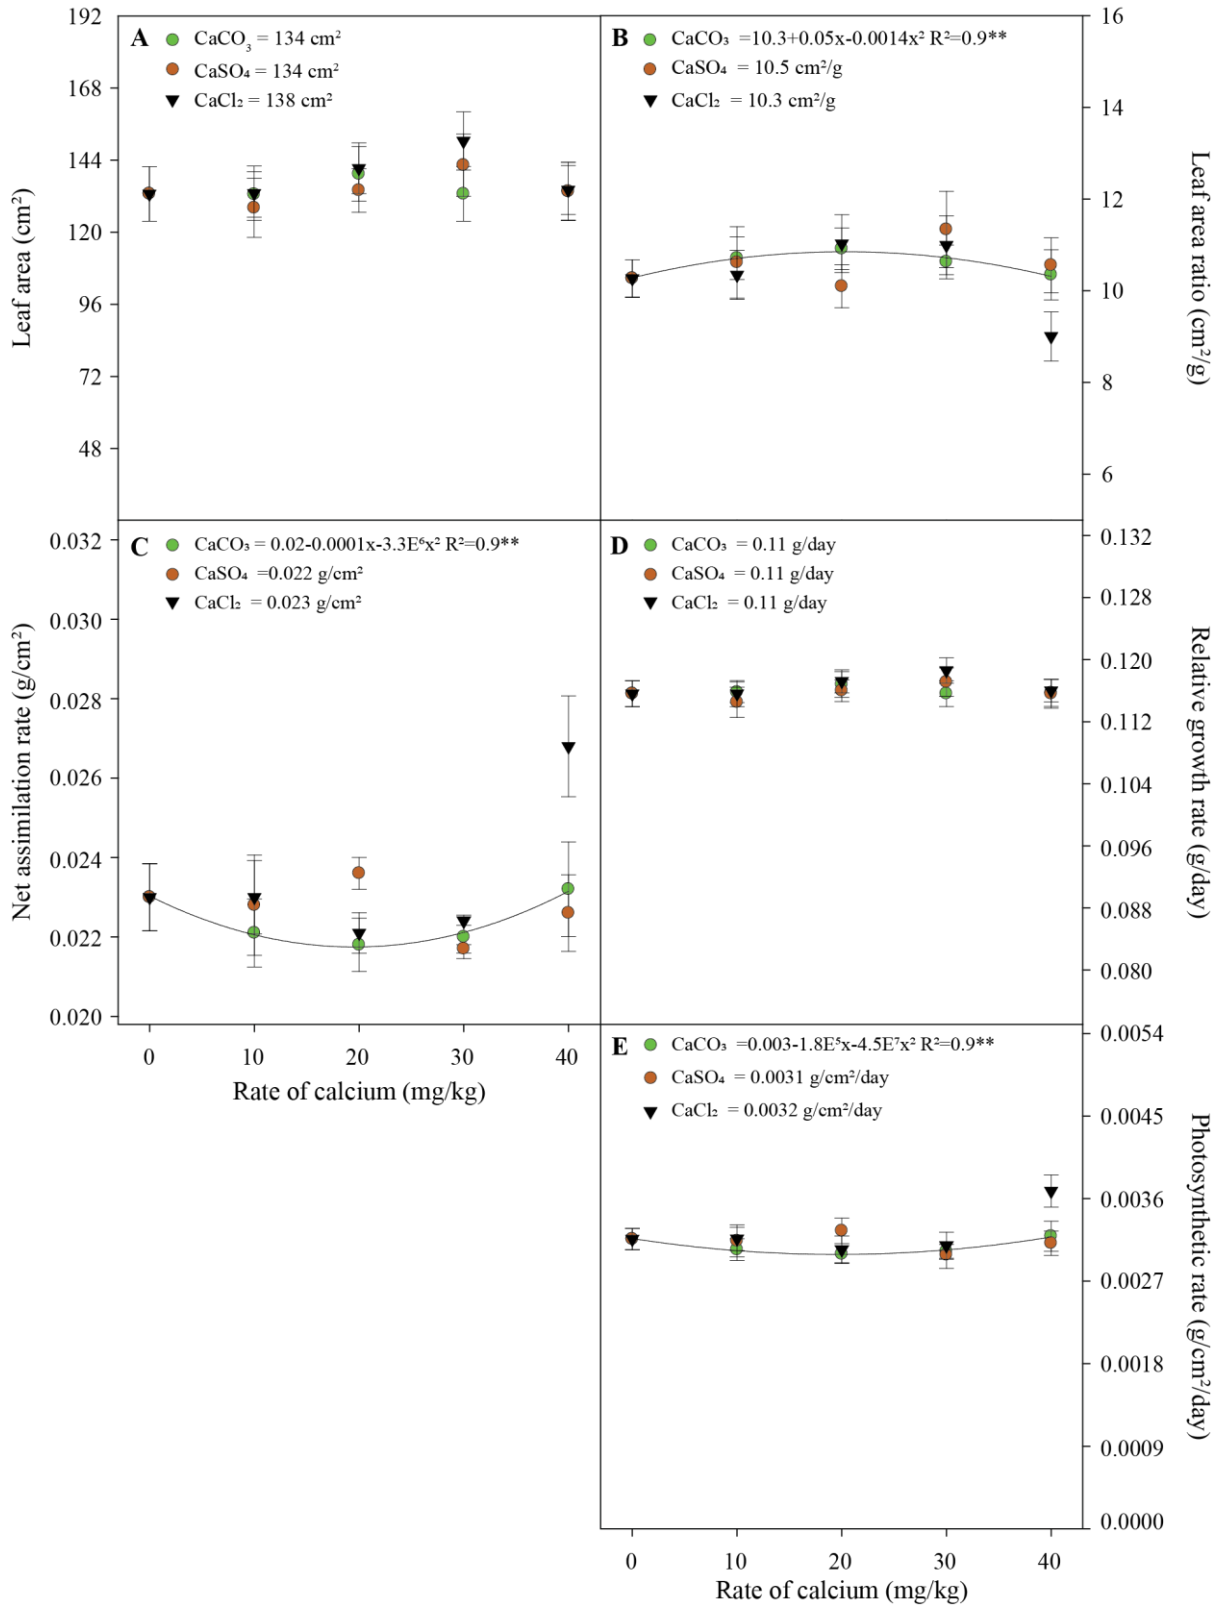 A
CaCO₃ = 134 cm²
CaSO₄ = 134 cm²
CaCl₂ = 138 cm²
192
168
144
120
96
72
48
Leaf area (cm²)
B
CaCO₃ =10.3+0.05x-0.0014x² R²=0.9**
CaSO₄ = 10.5 cm²/g
CaCl₂ = 10.3 cm²/g
16
14
12
10
8
6
Leaf area ratio (cm²/g)
C
CaCO₃ = 0.02-0.0001x-3.3E⁶x² R²=0.9**
CaSO₄ =0.022 g/cm²
CaCl₂ = 0.023 g/cm²
0.032
0.030
0.028
0.026
0.024
0.022
0.020
Net assimilation rate (g/cm²)
0 10 20 30 40
Rate of calcium (mg/kg)
D
CaCO₃ = 0.11 g/day
CaSO₄ = 0.11 g/day
CaCl₂ = 0.11 g/day
0.132
0.128
0.120
0.112
0.104
0.096
0.088
0.080
Relative growth rate (g/day)
E
CaCO₃ =0.003-1.8E⁵x-4.5E⁷x² R²=0.9**
CaSO₄ = 0.0031 g/cm²/day
CaCl₂ = 0.0032 g/cm²/day
0.0054
0.0045
0.0036
0.0027
0.0018
0.0009
0.0000
Photosynthetic rate (g/cm²/day)
0 10 20 30 40
Rate of calcium (mg/kg)